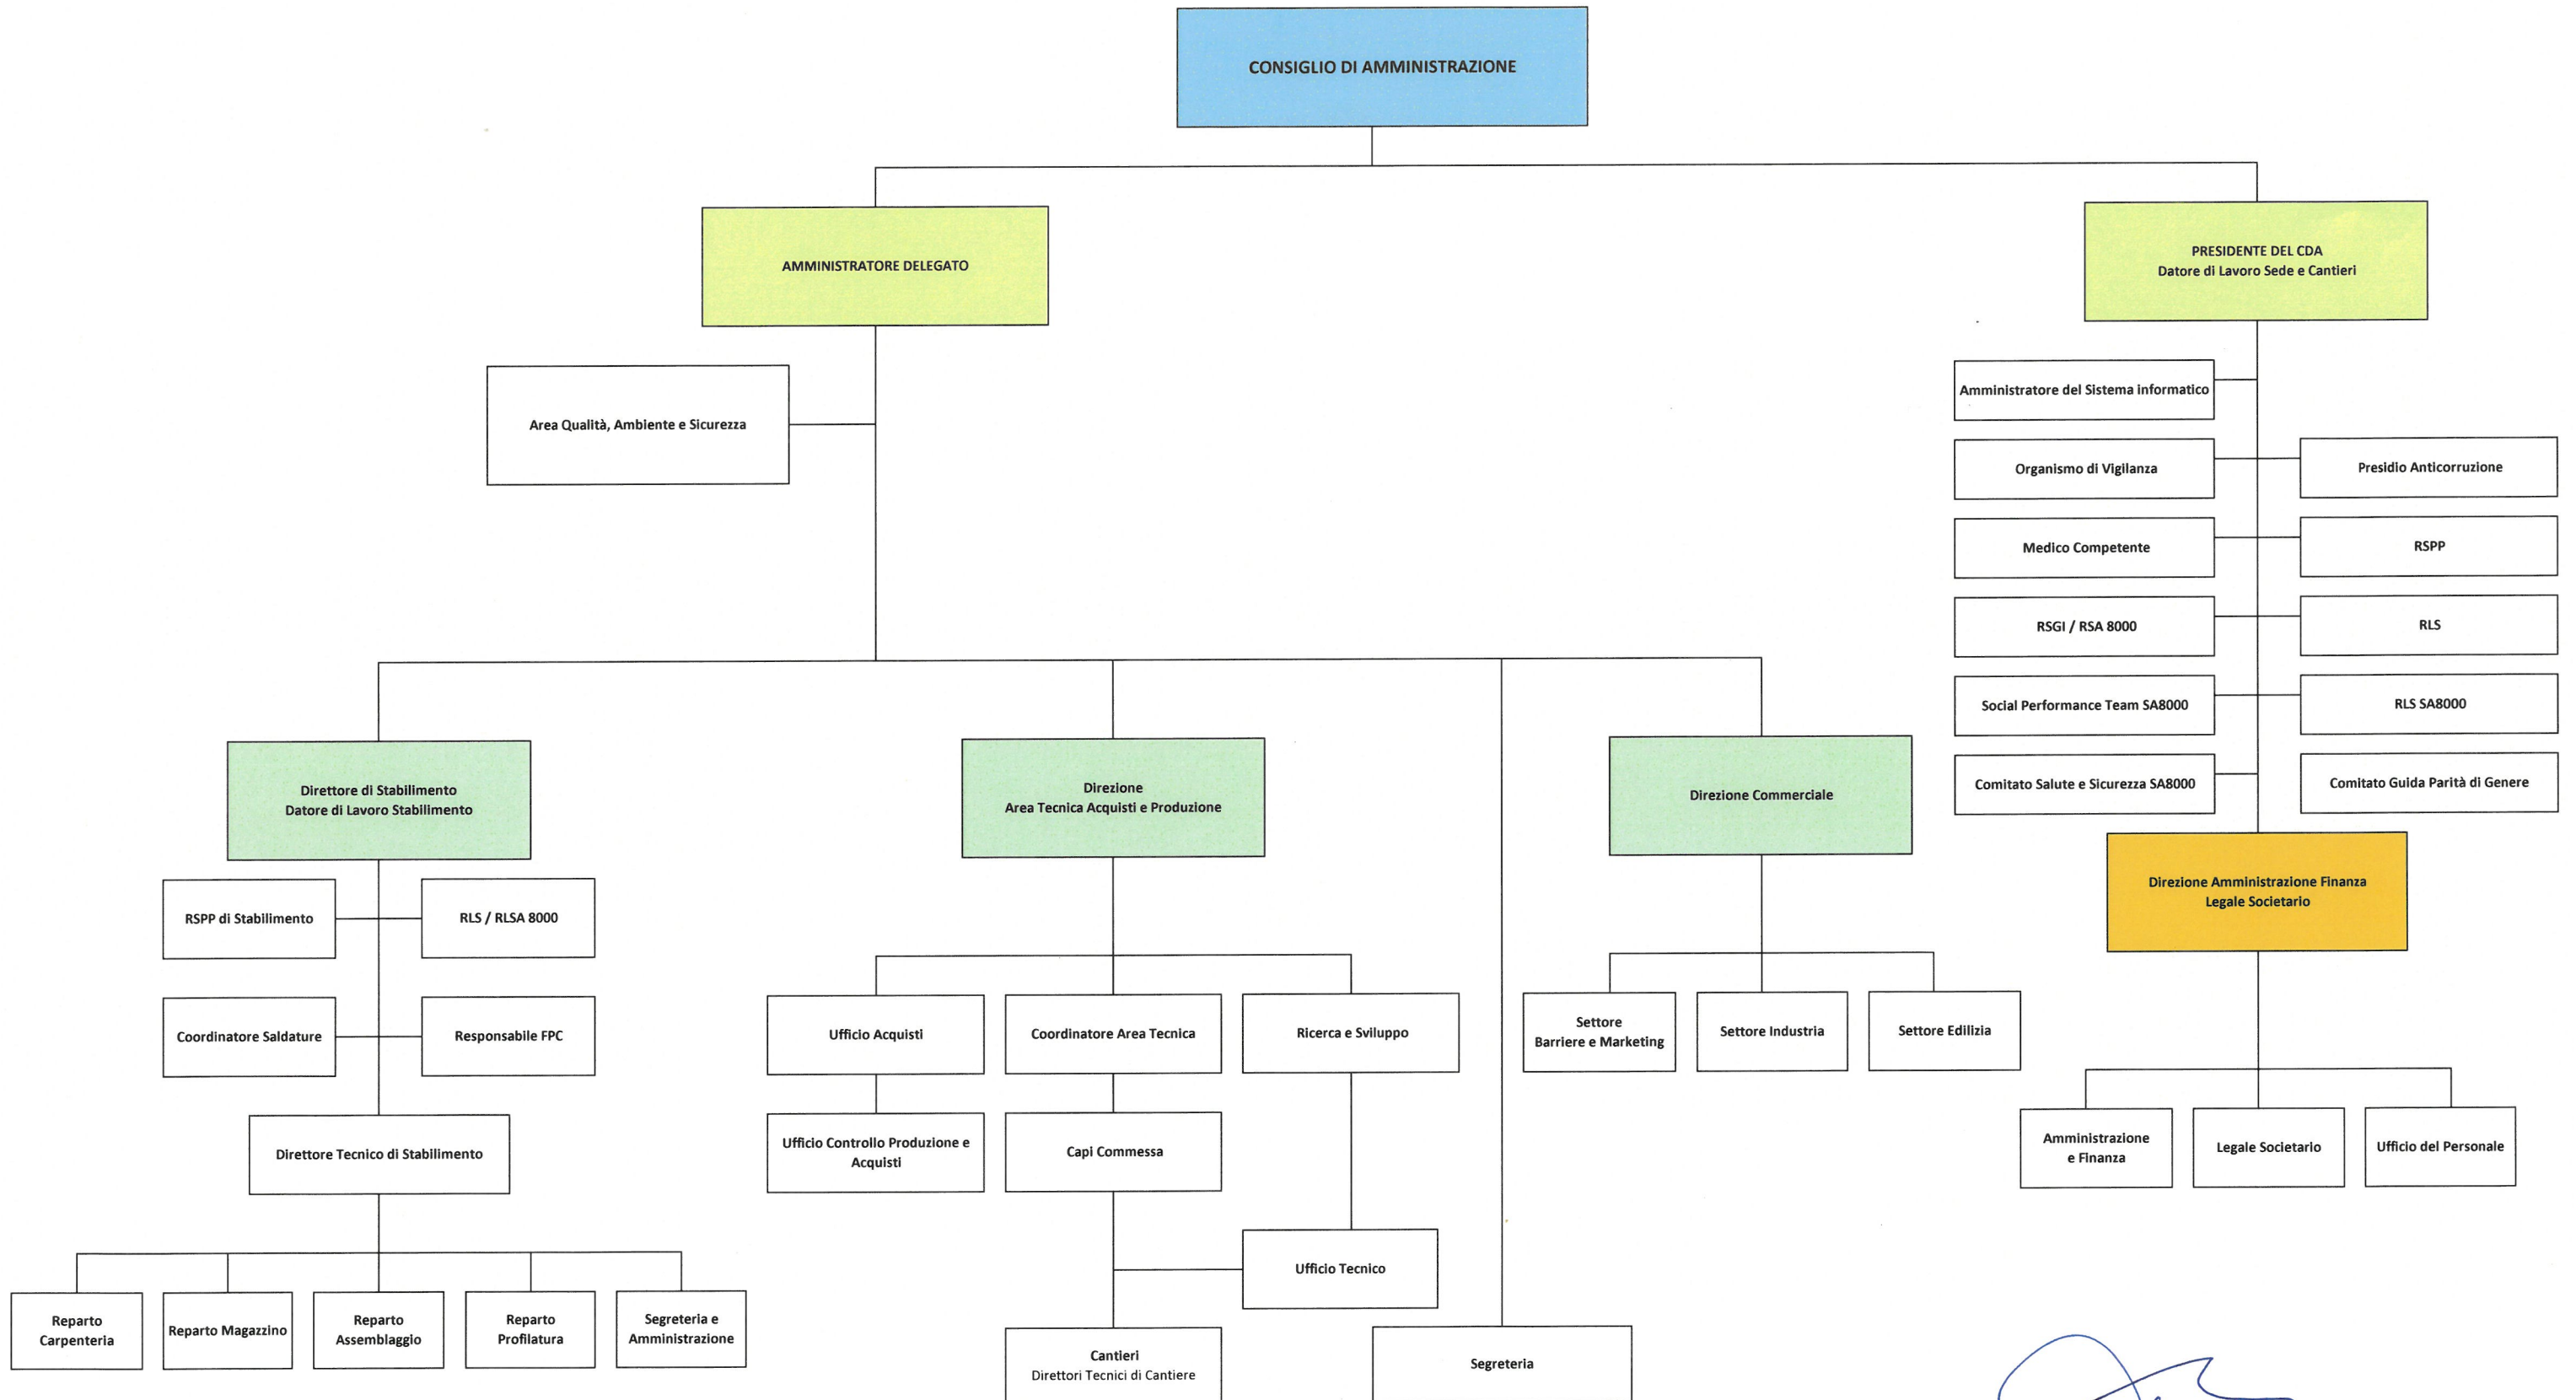 CONSIGLIO DI AMMINISTRAZIONE
AMMINISTRATORE DELEGATO
PRESIDENTE DEL CDA
Datore di Lavoro Sede e Cantieri
Area Qualità, Ambiente e Sicurezza
Amministratore del Sistema informatico
Organismo di Vigilanza
Presidio Anticorruzione
Medico Competente
RSPP
RSGI / RSA 8000
RLS
Social Performance Team SA8000
RLS SA8000
Comitato Salute e Sicurezza SA8000
Comitato Guida Parità di Genere
Direttore di Stabilimento
Datore di Lavoro Stabilimento
Direzione
Area Tecnica Acquisti e Produzione
Direzione Commerciale
Direzione Amministrazione Finanza
Legale Societario
RSPP di Stabilimento
RLS / RLSA 8000
Coordinatore Saldature
Responsabile FPC
Direttore Tecnico di Stabilimento
Reparto
Carpenteria
Reparto Magazzino
Reparto
Assemblaggio
Reparto
Profilatura
Segreteria e
Amministrazione
Ufficio Acquisti
Coordinatore Area Tecnica
Ricerca e Sviluppo
Ufficio Controllo Produzione e
Acquisti
Capi Commessa
Ufficio Tecnico
Cantieri
Direttori Tecnici di Cantiere
Segreteria
Settore
Barriere e Marketing
Settore Industria
Settore Edilizia
Amministrazione
e Finanza
Legale Societario
Ufficio del Personale